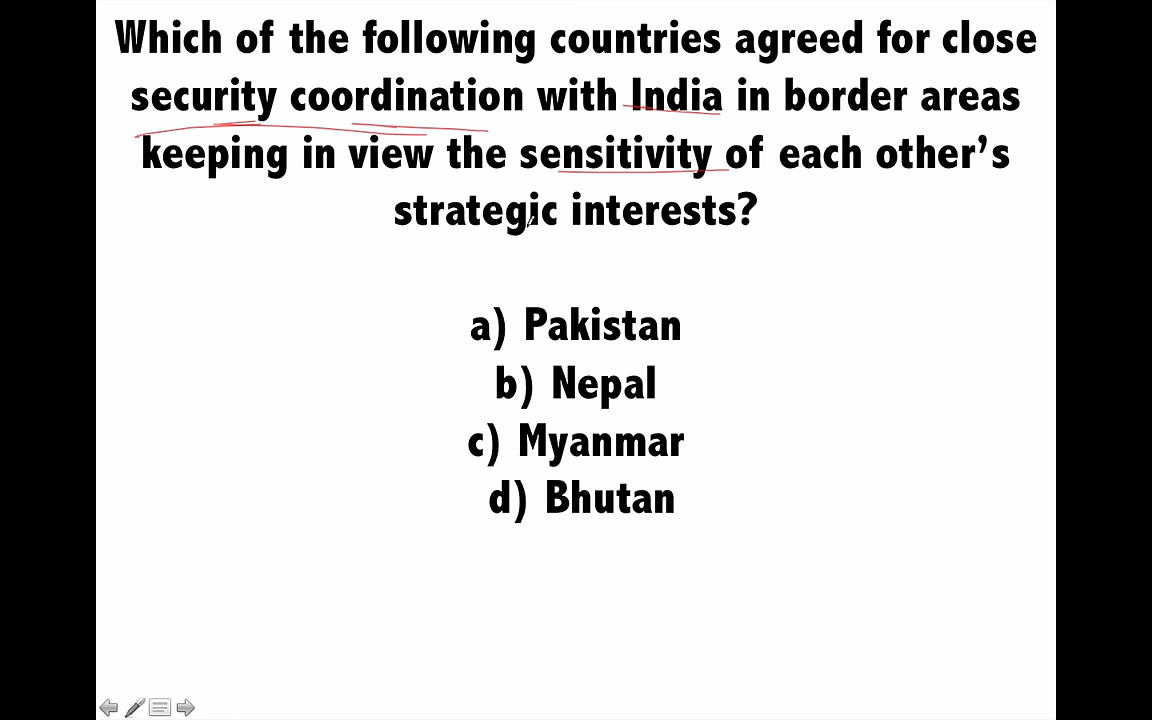 Which of the following countries agreed for close
security coordination with India in border areas
keeping in view the sensitivity of each other’s
strategic interests?
a) Pakistan
b) Nepal
c) Myanmar
d) Bhutan